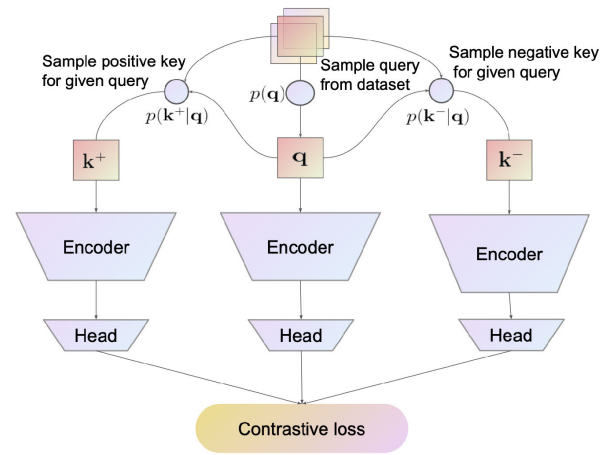 Sample positive key
for given query
Sample query
from dataset
Sample negative key
for given query
p(k⁺|q)
p(q)
p(k⁻|q)
k⁺
q
k⁻
Encoder
Encoder
Encoder
Head
Head
Head
Contrastive loss